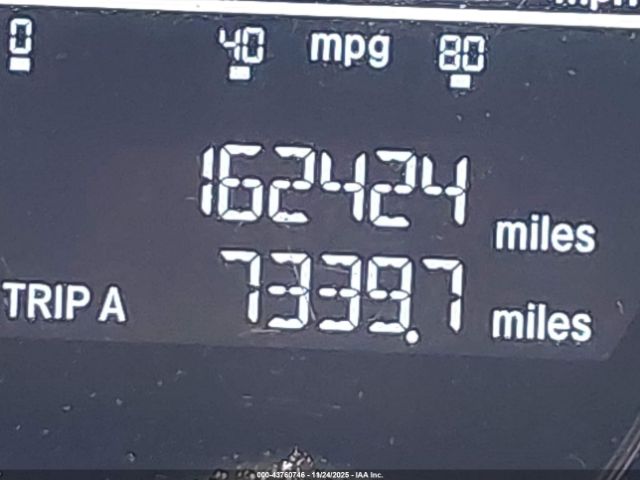 0 40 mpg 80
162424 miles
TRIP A 7339.7 miles
000-43760746 - 11/24/2025 - IAA Inc.